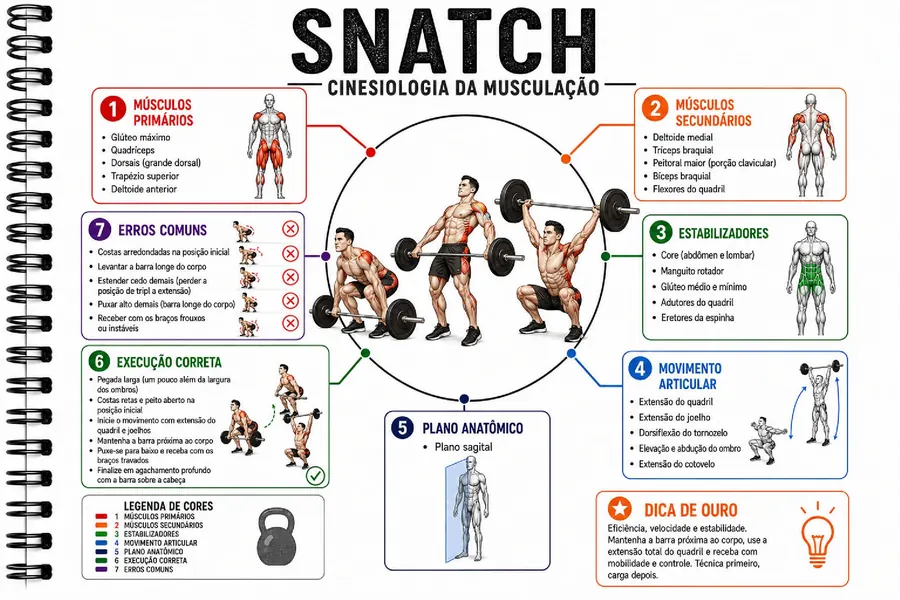 SNATCH
CINESIOLOGIA DA MUSCULAÇÃO
1 MÚSCULOS
PRIMÁRIOS
• Glúteo máximo
• Quadríceps
• Dorsais (grande dorsal)
• Trapézio superior
• Deltoide anterior
2 MÚSCULOS
SECUNDÁRIOS
• Deltoide medial
• Tríceps braquial
• Peitoral maior (porção clavicular)
• Bíceps braquial
• Flexores do quadril
3 ESTABILIZADORES
• Core (abdômen e lombar)
• Manguito rotador
• Glúteo médio e mínimo
• Adutores do quadril
• Eretores da espinha
4 MOVIMENTO
ARTICULAR
• Extensão do quadril
• Extensão do joelho
• Dorsiflexão do tornozelo
• Elevação e abdução do ombro
• Extensão do cotovelo
5 PLANO ANATÔMICO
• Plano sagital
6 EXECUÇÃO CORRETA
• Pegada larga (um pouco além da largura
dos ombros)
• Costas retas e peito aberto na
posição inicial
• Inicie o movimento com extensão do
quadril e joelhos
• Mantenha a barra próxima ao corpo
• Puxe-se para baixo e receba com os
braços travados
• Finalize em agachamento profundo
com a barra sobre a cabeça
7 ERROS COMUNS
• Costas arredondadas na posição inicial
• Levantar a barra longe do corpo
• Estender cedo demais (perder a
posição de tripl a extensão)
• Puxar alto demais (barra longe do corpo)
• Receber com os braços frouxos
ou instáveis
LEGENDA DE CORES
1 MÚSCULOS PRIMÁRIOS
2 MÚSCULOS SECUNDÁRIOS
3 ESTABILIZADORES
4 MOVIMENTO ARTICULAR
5 PLANO ANATÔMICO
6 EXECUÇÃO CORRETA
7 ERROS COMUNS
DICA DE OURO
Eficiência, velocidade e estabilidade.
Mantenha a barra próxima ao corpo, use a
extensão total do quadril e receba com
mobilidade e controle. Técnica primeiro,
carga depois.